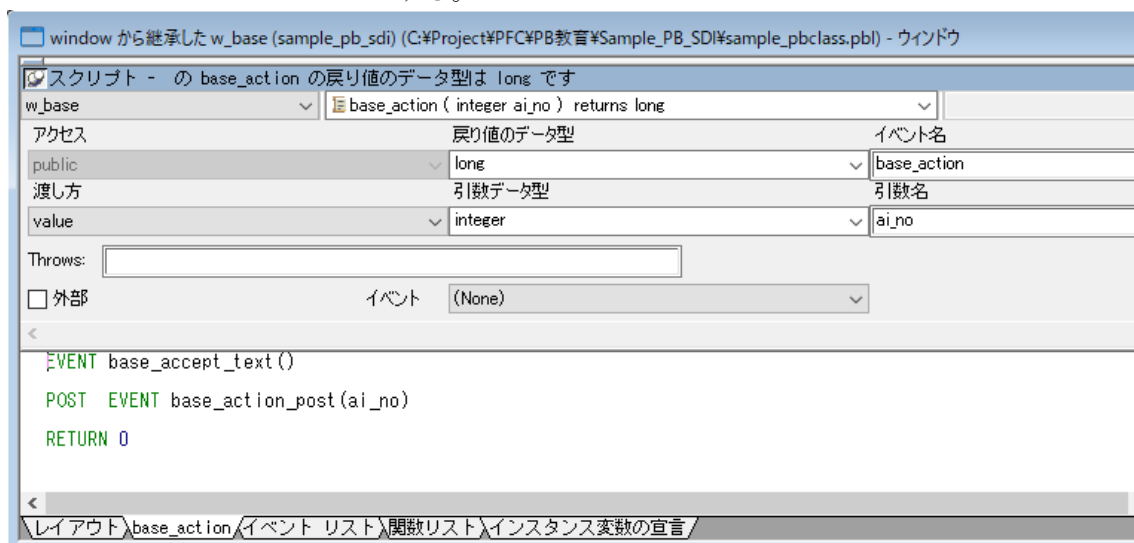 window から継承した w_base (sample_pb_sdi) (C:¥Project¥PFC¥PB教育¥Sample_PB_SDI¥sample_pbclass.pbl) - ウィンドウ
スクリプト - の base_action の戻り値のデータ型は long です
w_base base_action ( integer ai_no ) returns long
アクセス 戻り値のデータ型 イベント名
public long base_action
渡し方 引数データ型 引数名
value integer ai_no
Throws:
外部 イベント (None)
EVENT base_accept_text()
POST EVENT base_action_post(ai_no)
RETURN 0
レイアウト base_action イベント リスト 関数リスト インスタンス変数の宣言